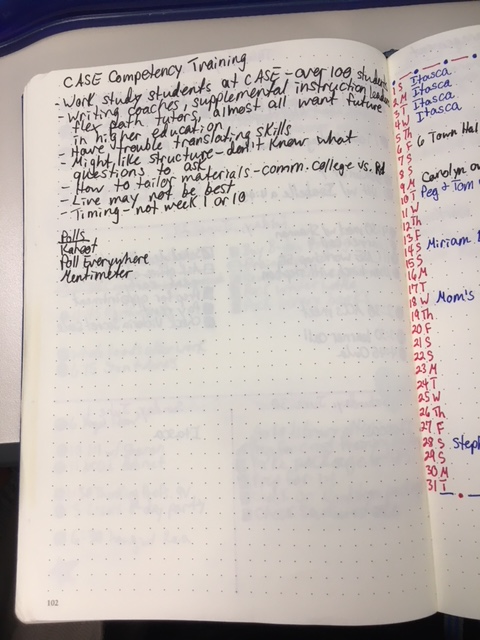 CASE Competency Training
- Work study students at CASE - over 100 students
- Writing coaches, supplemental instruction leaders
flex path tutors, almost all want future
in higher education
- Have trouble translating skills
- Might like structure - don't know what
questions to ask
- How to tailor materials - comm. college vs.
- Live may not be best
- Timing - not week 1 or 10
Polls
Kahoot
Poll Everywhere
Mentimeter
102
1 S Itasca
2 M Itasca
3 T Itasca
4 W Itasca
5 Th
6 F 6 Town Hal
7 S
8 S
9 M Carolyn
10 T Peg & Tom
11 W
12 Th
13 F
14 S Miriam
15 S
16 M
17 T
18 W Mom's
19 Th
20 F
21 S
22 S
23 M
24 T
25 W
26 Th
27 F
28 S Steph
29 S
30 M
31 T